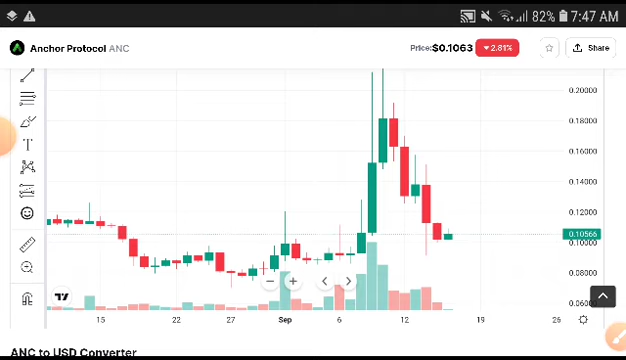 82% 7:47 AM
Anchor Protocol ANC
Price: $0.1063 2.81% Share
0.20000
0.18000
0.16000
0.14000
0.12000
0.10566
0.10000
0.08000
0.06000
15 22 27 Sep 6 12 19 26
ANC to USD Converter